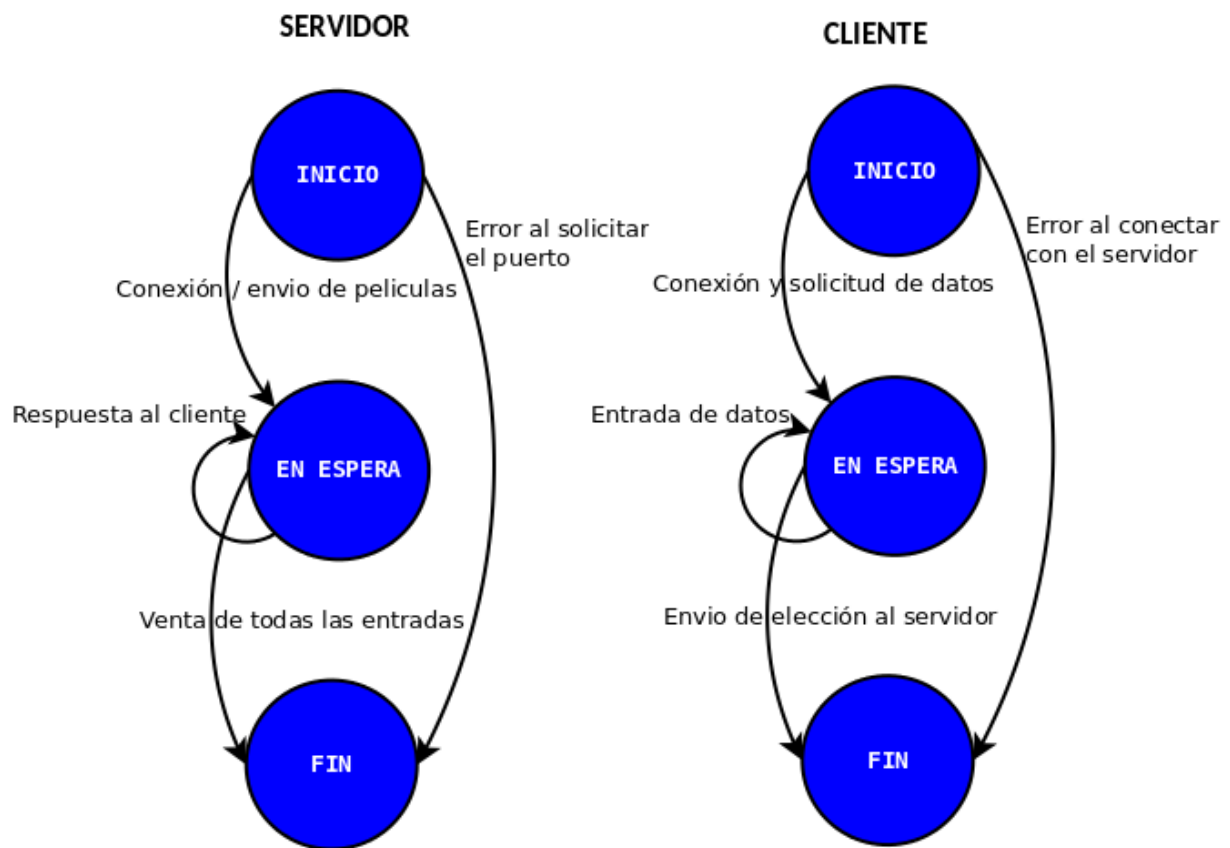 SERVIDOR
INICIO
Error al solicitar
el puerto
Conexión / envio de peliculas
Respuesta al cliente
EN ESPERA
Venta de todas las entradas
FIN
CLIENTE
INICIO
Error al conectar
con el servidor
Conexión y solicitud de datos
Entrada de datos
EN ESPERA
Envio de elección al servidor
FIN